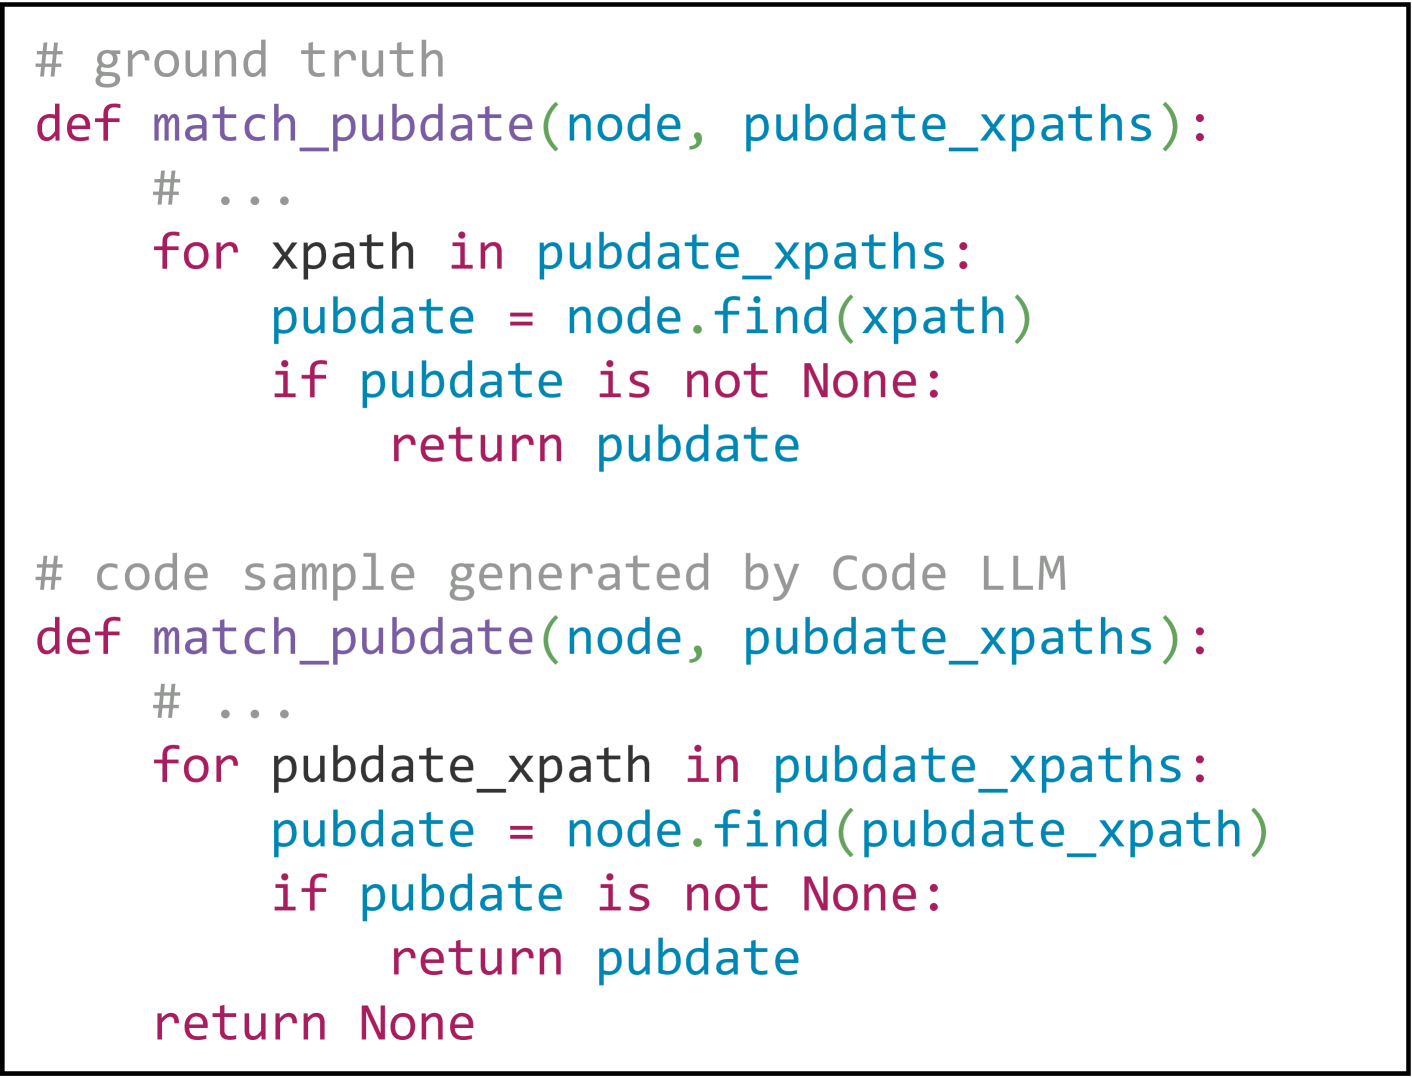 # ground truth
def match_pubdate(node, pubdate_xpaths):
    # ...
    for xpath in pubdate_xpaths:
        pubdate = node.find(xpath)
        if pubdate is not None:
            return pubdate
# code sample generated by Code LLM
def match_pubdate(node, pubdate_xpaths):
    # ...
    for pubdate_xpath in pubdate_xpaths:
        pubdate = node.find(pubdate_xpath)
        if pubdate is not None:
            return pubdate
    return None